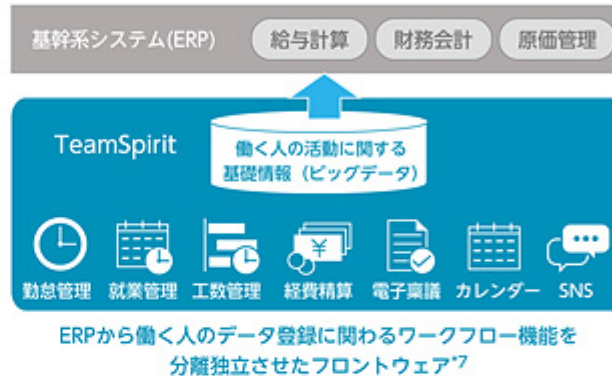 基幹系システム(ERP) 給与計算 財務会計 原価管理
TeamSpirit
働く人の活動に関する
基礎情報（ビッグデータ）
¥
勤怠管理 就業管理 工数管理 経費精算 電子稟議 カレンダー SNS
ERPから働く人のデータ登録に関わるワークフロー機能を
分離独立させたフロントウェア*7